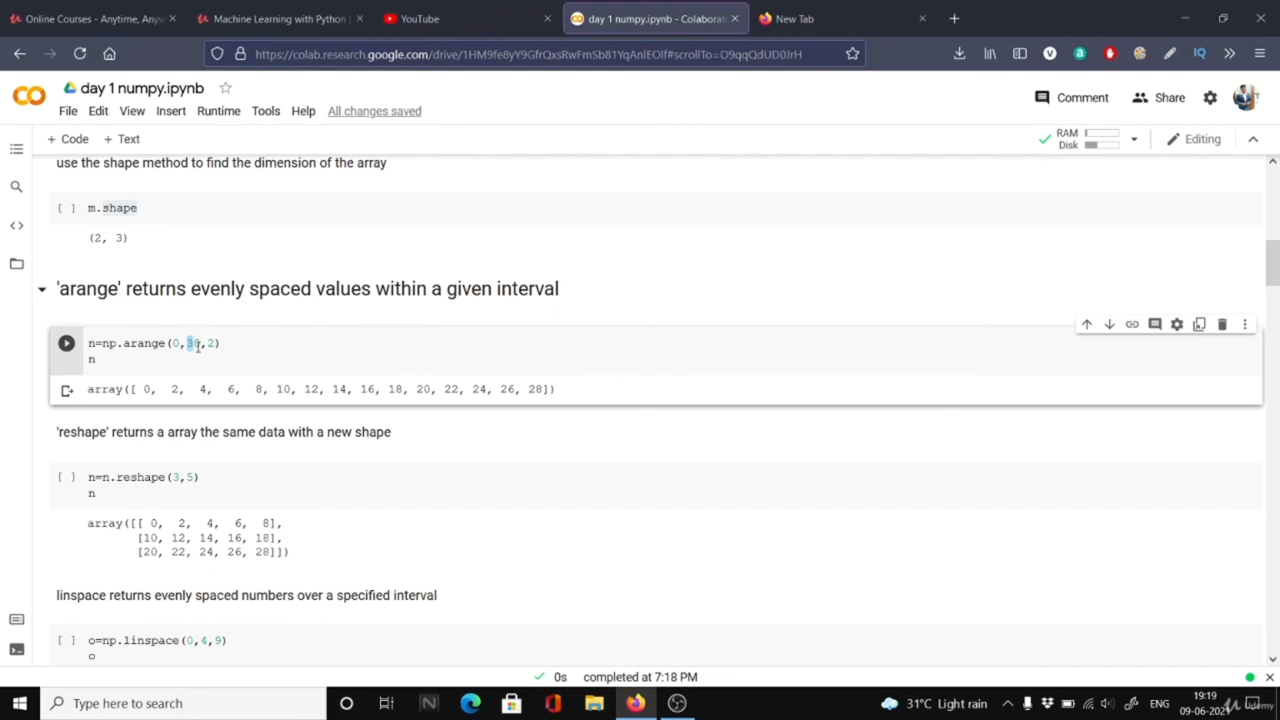 Online Courses - Anytime, Anyw
Machine Learning with Python |
YouTube
day 1 numpy.ipynb - Colaborat
New Tab
https://colab.research.google.com/drive/1HM9fe8yY9GfrQxsRwFmSb81YqAnlEOlf#scrollTo=O9qqQdUD0JrH
day 1 numpy.ipynb
Comment
Share
File Edit View Insert Runtime Tools Help All changes saved
+ Code + Text
RAM
Disk
Editing
use the shape method to find the dimension of the array
[ ] m.shape
(2, 3)
'arange' returns evenly spaced values within a given interval
n=np.arange(0,30,2)
n
array([ 0, 2, 4, 6, 8, 10, 12, 14, 16, 18, 20, 22, 24, 26, 28])
'reshape' returns a array the same data with a new shape
[ ] n=n.reshape(3,5)
n
array([[ 0, 2, 4, 6, 8],
[10, 12, 14, 16, 18],
[20, 22, 24, 26, 28]])
linspace returns evenly spaced numbers over a specified interval
[ ] o=np.linspace(0,4,9)
o
0s completed at 7:18 PM
Type here to search
31°C Light rain
ENG
19:19
09-06-2021
Udemy